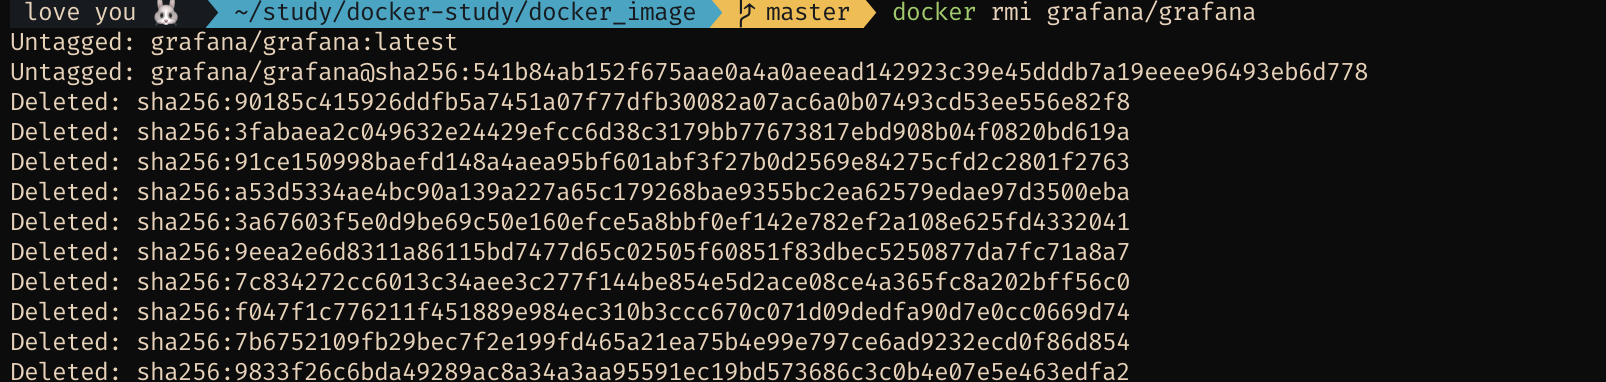 love you 🐰 ~/study/docker-study/docker_image master docker rmi grafana/grafana
Untagged: grafana/grafana:latest
Untagged: grafana/grafana@sha256:541b84ab152f675aae0a4a0aeead142923c39e45dddb7a19eeee96493eb6d778
Deleted: sha256:90185c415926ddfb5a7451a07f77dfb30082a07ac6a0b07493cd53ee556e82f8
Deleted: sha256:3fabaea2c049632e24429efcc6d38c3179bb77673817ebd908b04f0820bd619a
Deleted: sha256:91ce150998baefd148a4aea95bf601abf3f27b0d2569e84275cfd2c2801f2763
Deleted: sha256:a53d5334ae4bc90a139a227a65c179268bae9355bc2ea62579edae97d3500eba
Deleted: sha256:3a67603f5e0d9be69c50e160efce5a8bbf0ef142e782ef2a108e625fd4332041
Deleted: sha256:9eea2e6d8311a86115bd7477d65c02505f60851f83dbec5250877da7fc71a8a7
Deleted: sha256:7c834272cc6013c34aee3c277f144be854e5d2ace08ce4a365fc8a202bff56c0
Deleted: sha256:f047f1c776211f451889e984ec310b3ccc670c071d09dedfa90d7e0cc0669d74
Deleted: sha256:7b6752109fb29bec7f2e199fd465a21ea75b4e99e797ce6ad9232ecd0f86d854
Deleted: sha256:9833f26c6bda49289ac8a34a3aa95591ec19bd573686c3c0b4e07e5e463edfa2